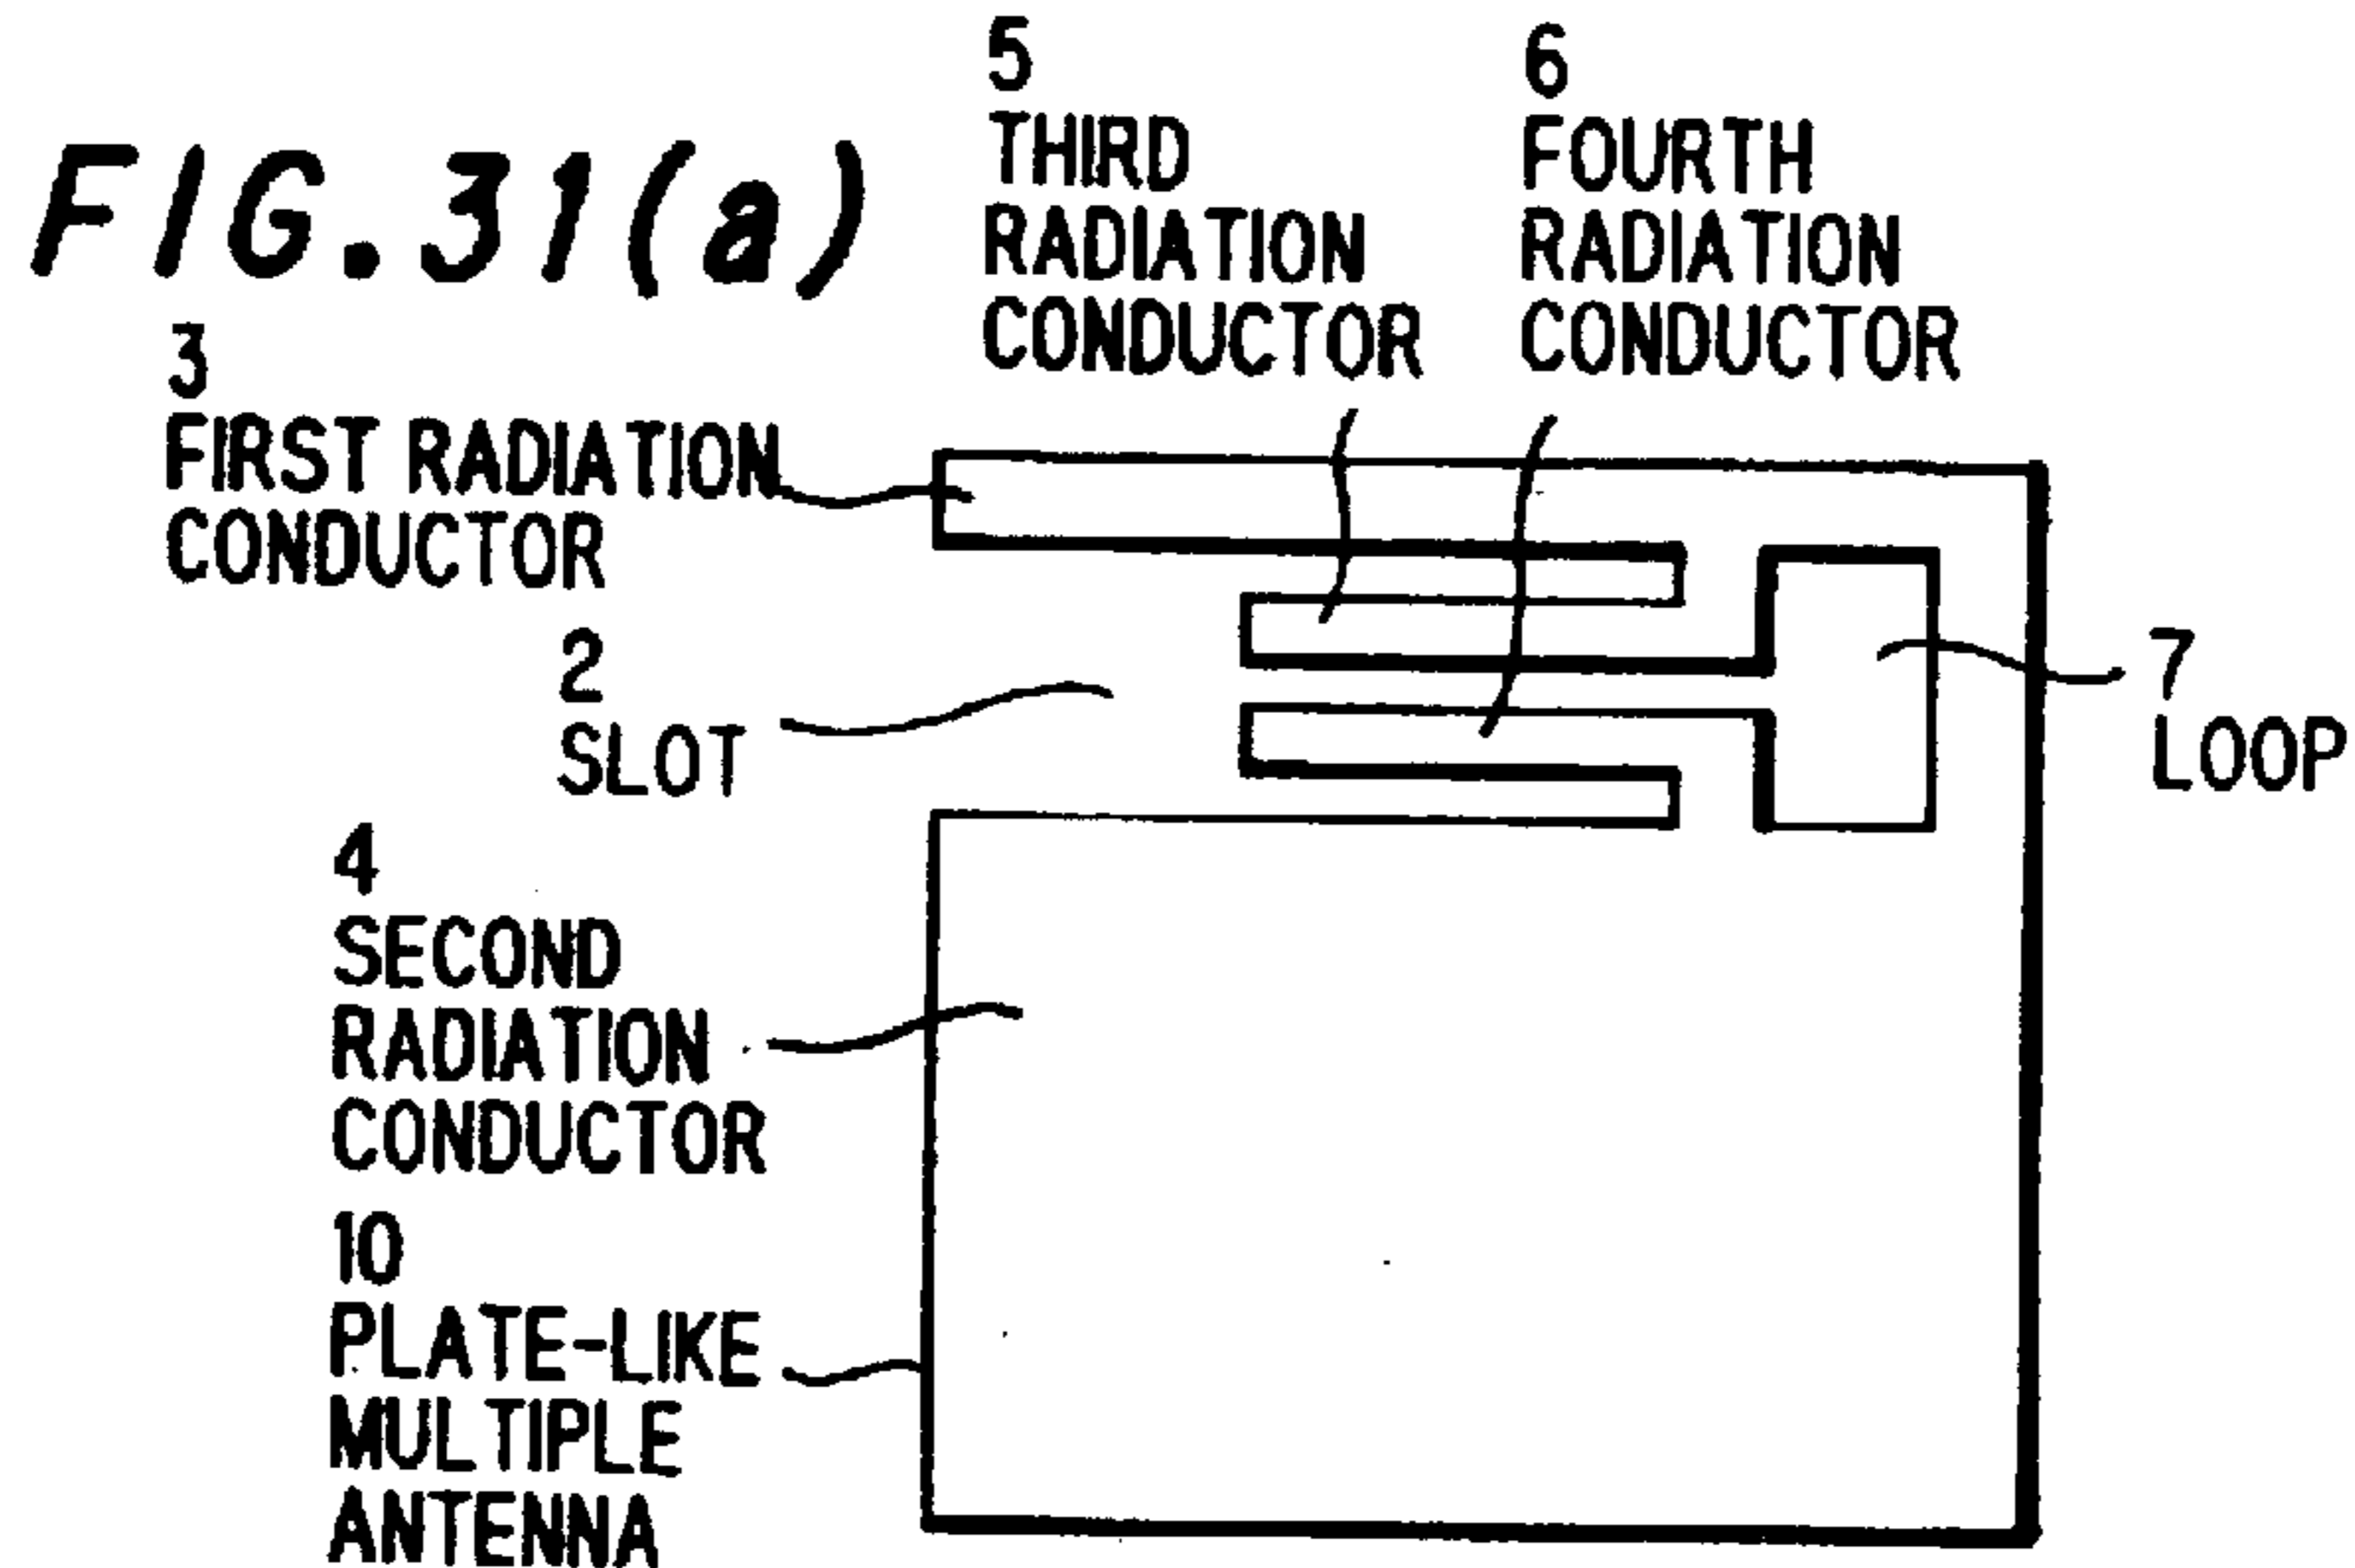 FIG. 31(a)
5
THIRD
RADIATION
CONDUCTOR
6
FOURTH
RADIATION
CONDUCTOR
3
FIRST RADIATION
CONDUCTOR
2
SLOT
7
LOOP
4
SECOND
RADIATION
CONDUCTOR
10
PLATE-LIKE
MULTIPLE
ANTENNA